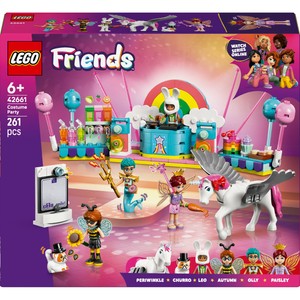 LEGO
Friends
WATCH
SERIES
ONLINE
6+
42661
Costume
Party
261
pcs
PERIWINKLE • CHURRO • LEO • AUTUMN • OLLY • PAISLEY